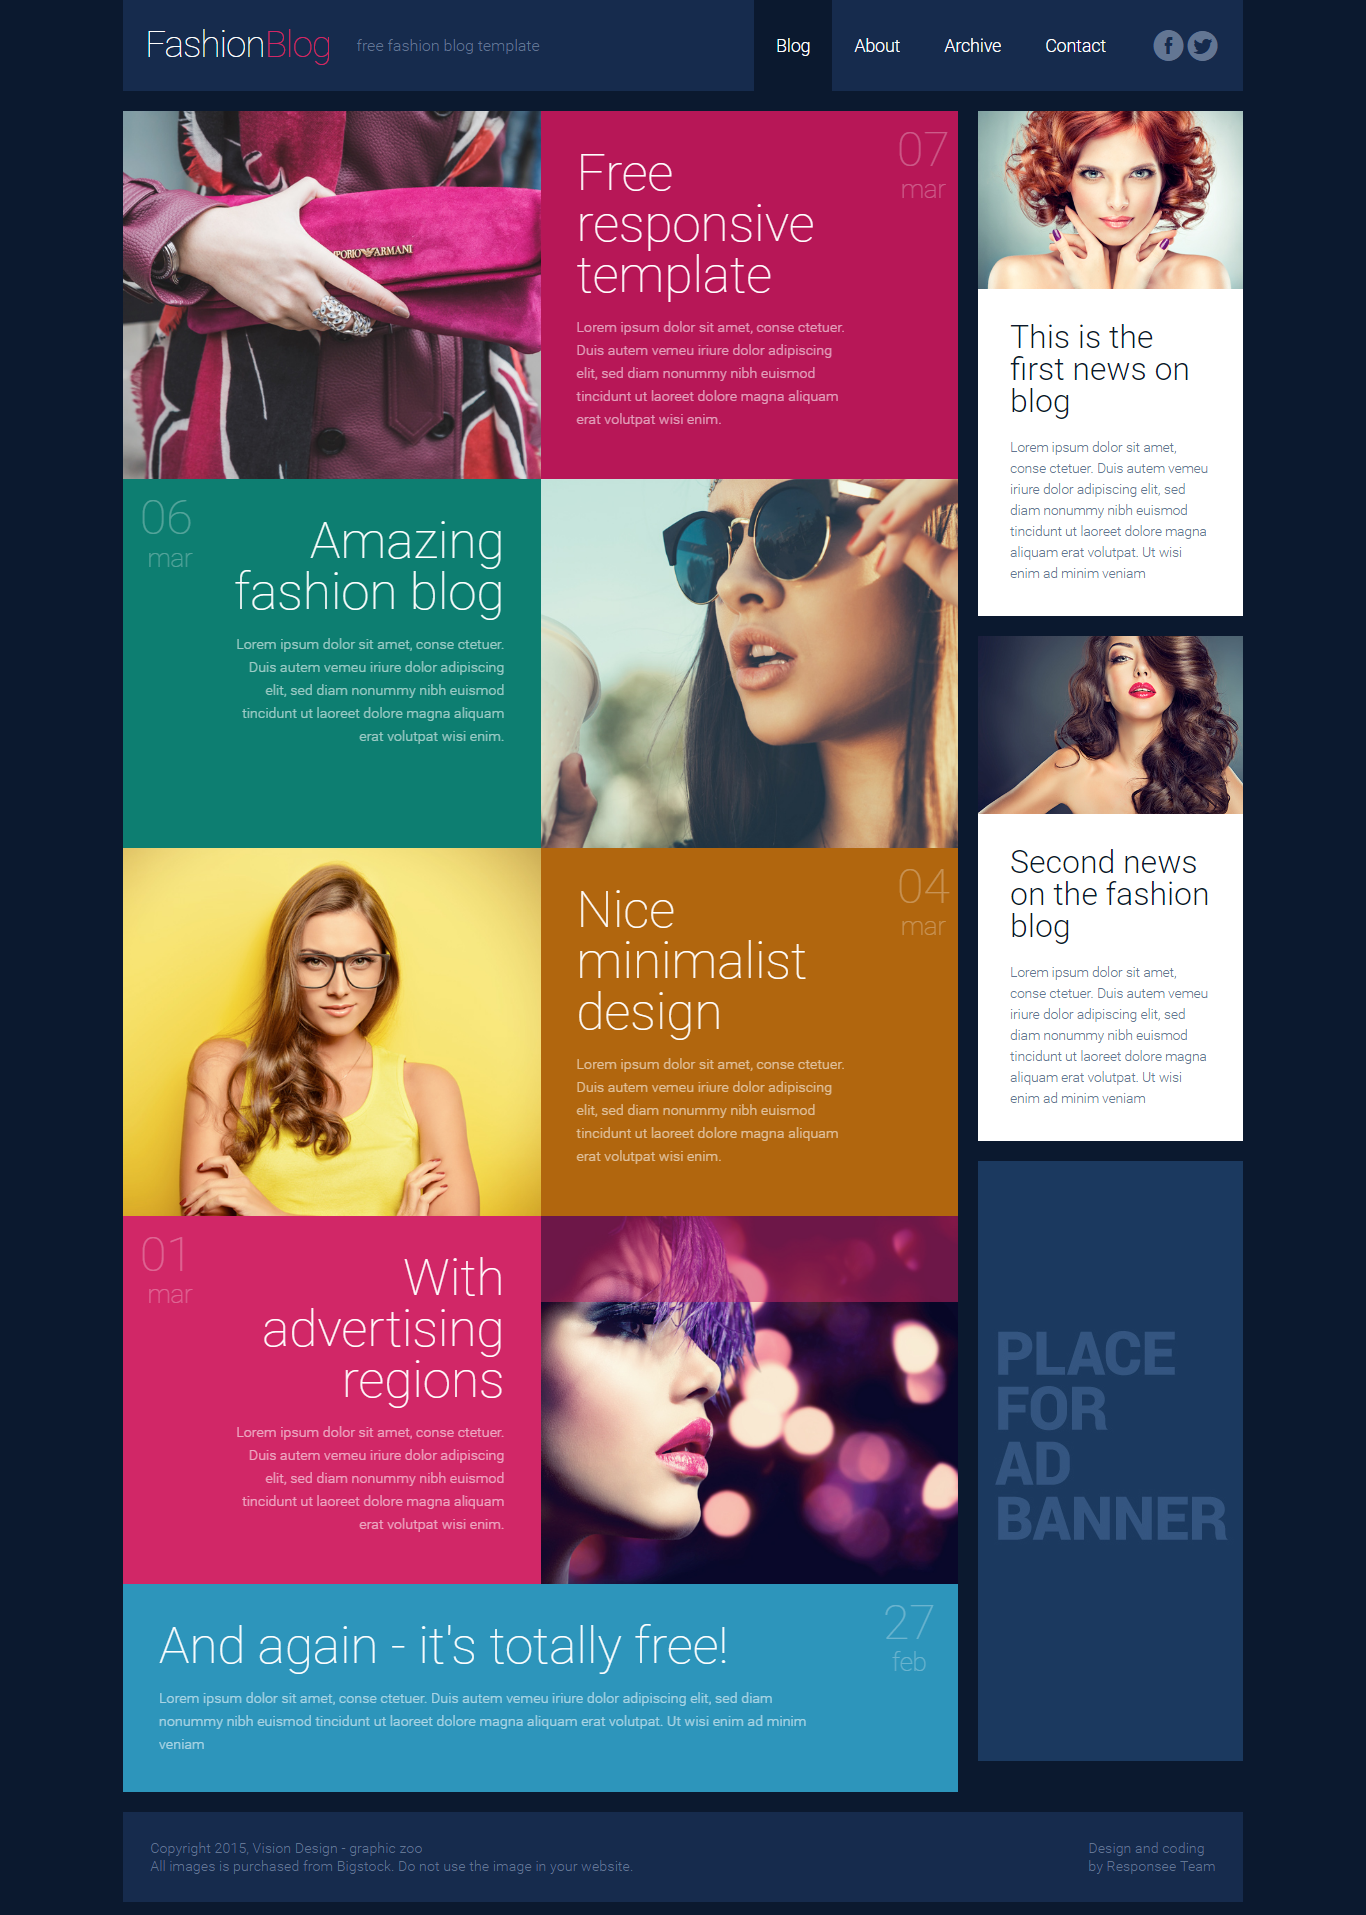 FashionBlog
free fashion blog template
Blog
About
Archive
Contact
EMPORIO ARMANI
07
mar
Free
responsive
template
Lorem ipsum dolor sit amet, conse ctetuer.
Duis autem vemeu iriure dolor adipiscing
elit, sed diam nonummy nibh euismod
tincidunt ut laoreet dolore magna aliquam
erat volutpat wisi enim.
06
mar
Amazing
fashion blog
Lorem ipsum dolor sit amet, conse ctetuer.
Duis autem vemeu iriure dolor adipiscing
elit, sed diam nonummy nibh euismod
tincidunt ut laoreet dolore magna aliquam
erat volutpat wisi enim.
04
mar
Nice
minimalist
design
Lorem ipsum dolor sit amet, conse ctetuer.
Duis autem vemeu iriure dolor adipiscing
elit, sed diam nonummy nibh euismod
tincidunt ut laoreet dolore magna aliquam
erat volutpat wisi enim.
01
mar
With
advertising
regions
Lorem ipsum dolor sit amet, conse ctetuer.
Duis autem vemeu iriure dolor adipiscing
elit, sed diam nonummy nibh euismod
tincidunt ut laoreet dolore magna aliquam
erat volutpat wisi enim.
27
feb
And again - it's totally free!
Lorem ipsum dolor sit amet, conse ctetuer. Duis autem vemeu iriure dolor adipiscing elit, sed diam
nonummy nibh euismod tincidunt ut laoreet dolore magna aliquam erat volutpat. Ut wisi enim ad minim
veniam
This is the
first news on
blog
Lorem ipsum dolor sit amet,
conse ctetuer. Duis autem vemeu
iriure dolor adipiscing elit, sed
diam nonummy nibh euismod
tincidunt ut laoreet dolore magna
aliquam erat volutpat. Ut wisi
enim ad minim veniam
Second news
on the fashion
blog
Lorem ipsum dolor sit amet,
conse ctetuer. Duis autem vemeu
iriure dolor adipiscing elit, sed
diam nonummy nibh euismod
tincidunt ut laoreet dolore magna
aliquam erat volutpat. Ut wisi
enim ad minim veniam
PLACE
FOR
AD
BANNER
Copyright 2015, Vision Design - graphic zoo
All images is purchased from Bigstock. Do not use the image in your website.
Design and coding
by Responsee Team